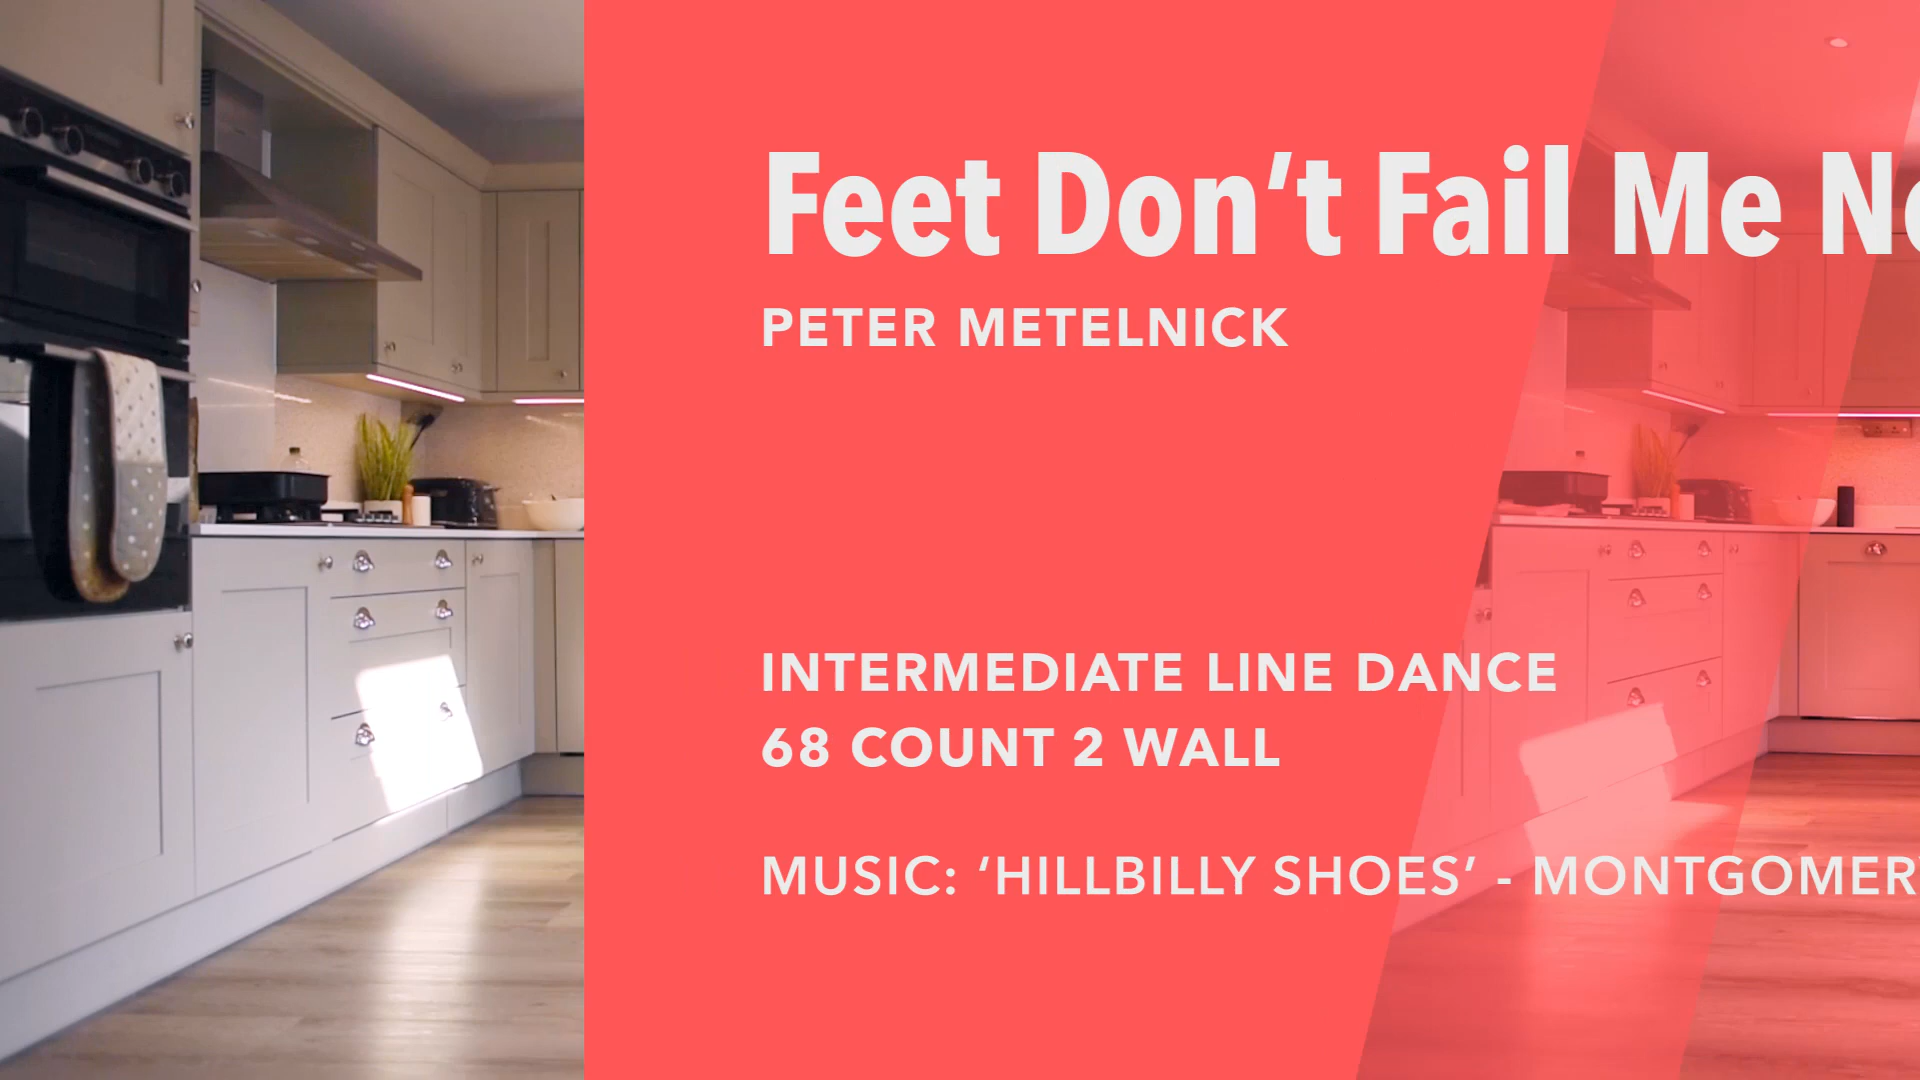 Feet Don’t Fail Me
PETER METELNICK
INTERMEDIATE LINE DANCE
68 COUNT 2 WALL
MUSIC: ‘HILLBILLY SHOES’ -